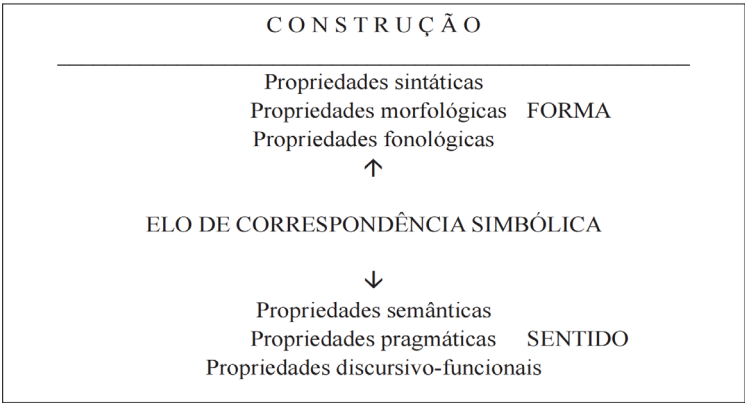 C O N S T R U Ç Ã O
Propriedades sintáticas
Propriedades morfológicas FORMA
Propriedades fonológicas
↑
ELO DE CORRESPONDÊNCIA SIMBÓLICA
↓
Propriedades semânticas
Propriedades pragmáticas SENTIDO
Propriedades discursivo-funcionais